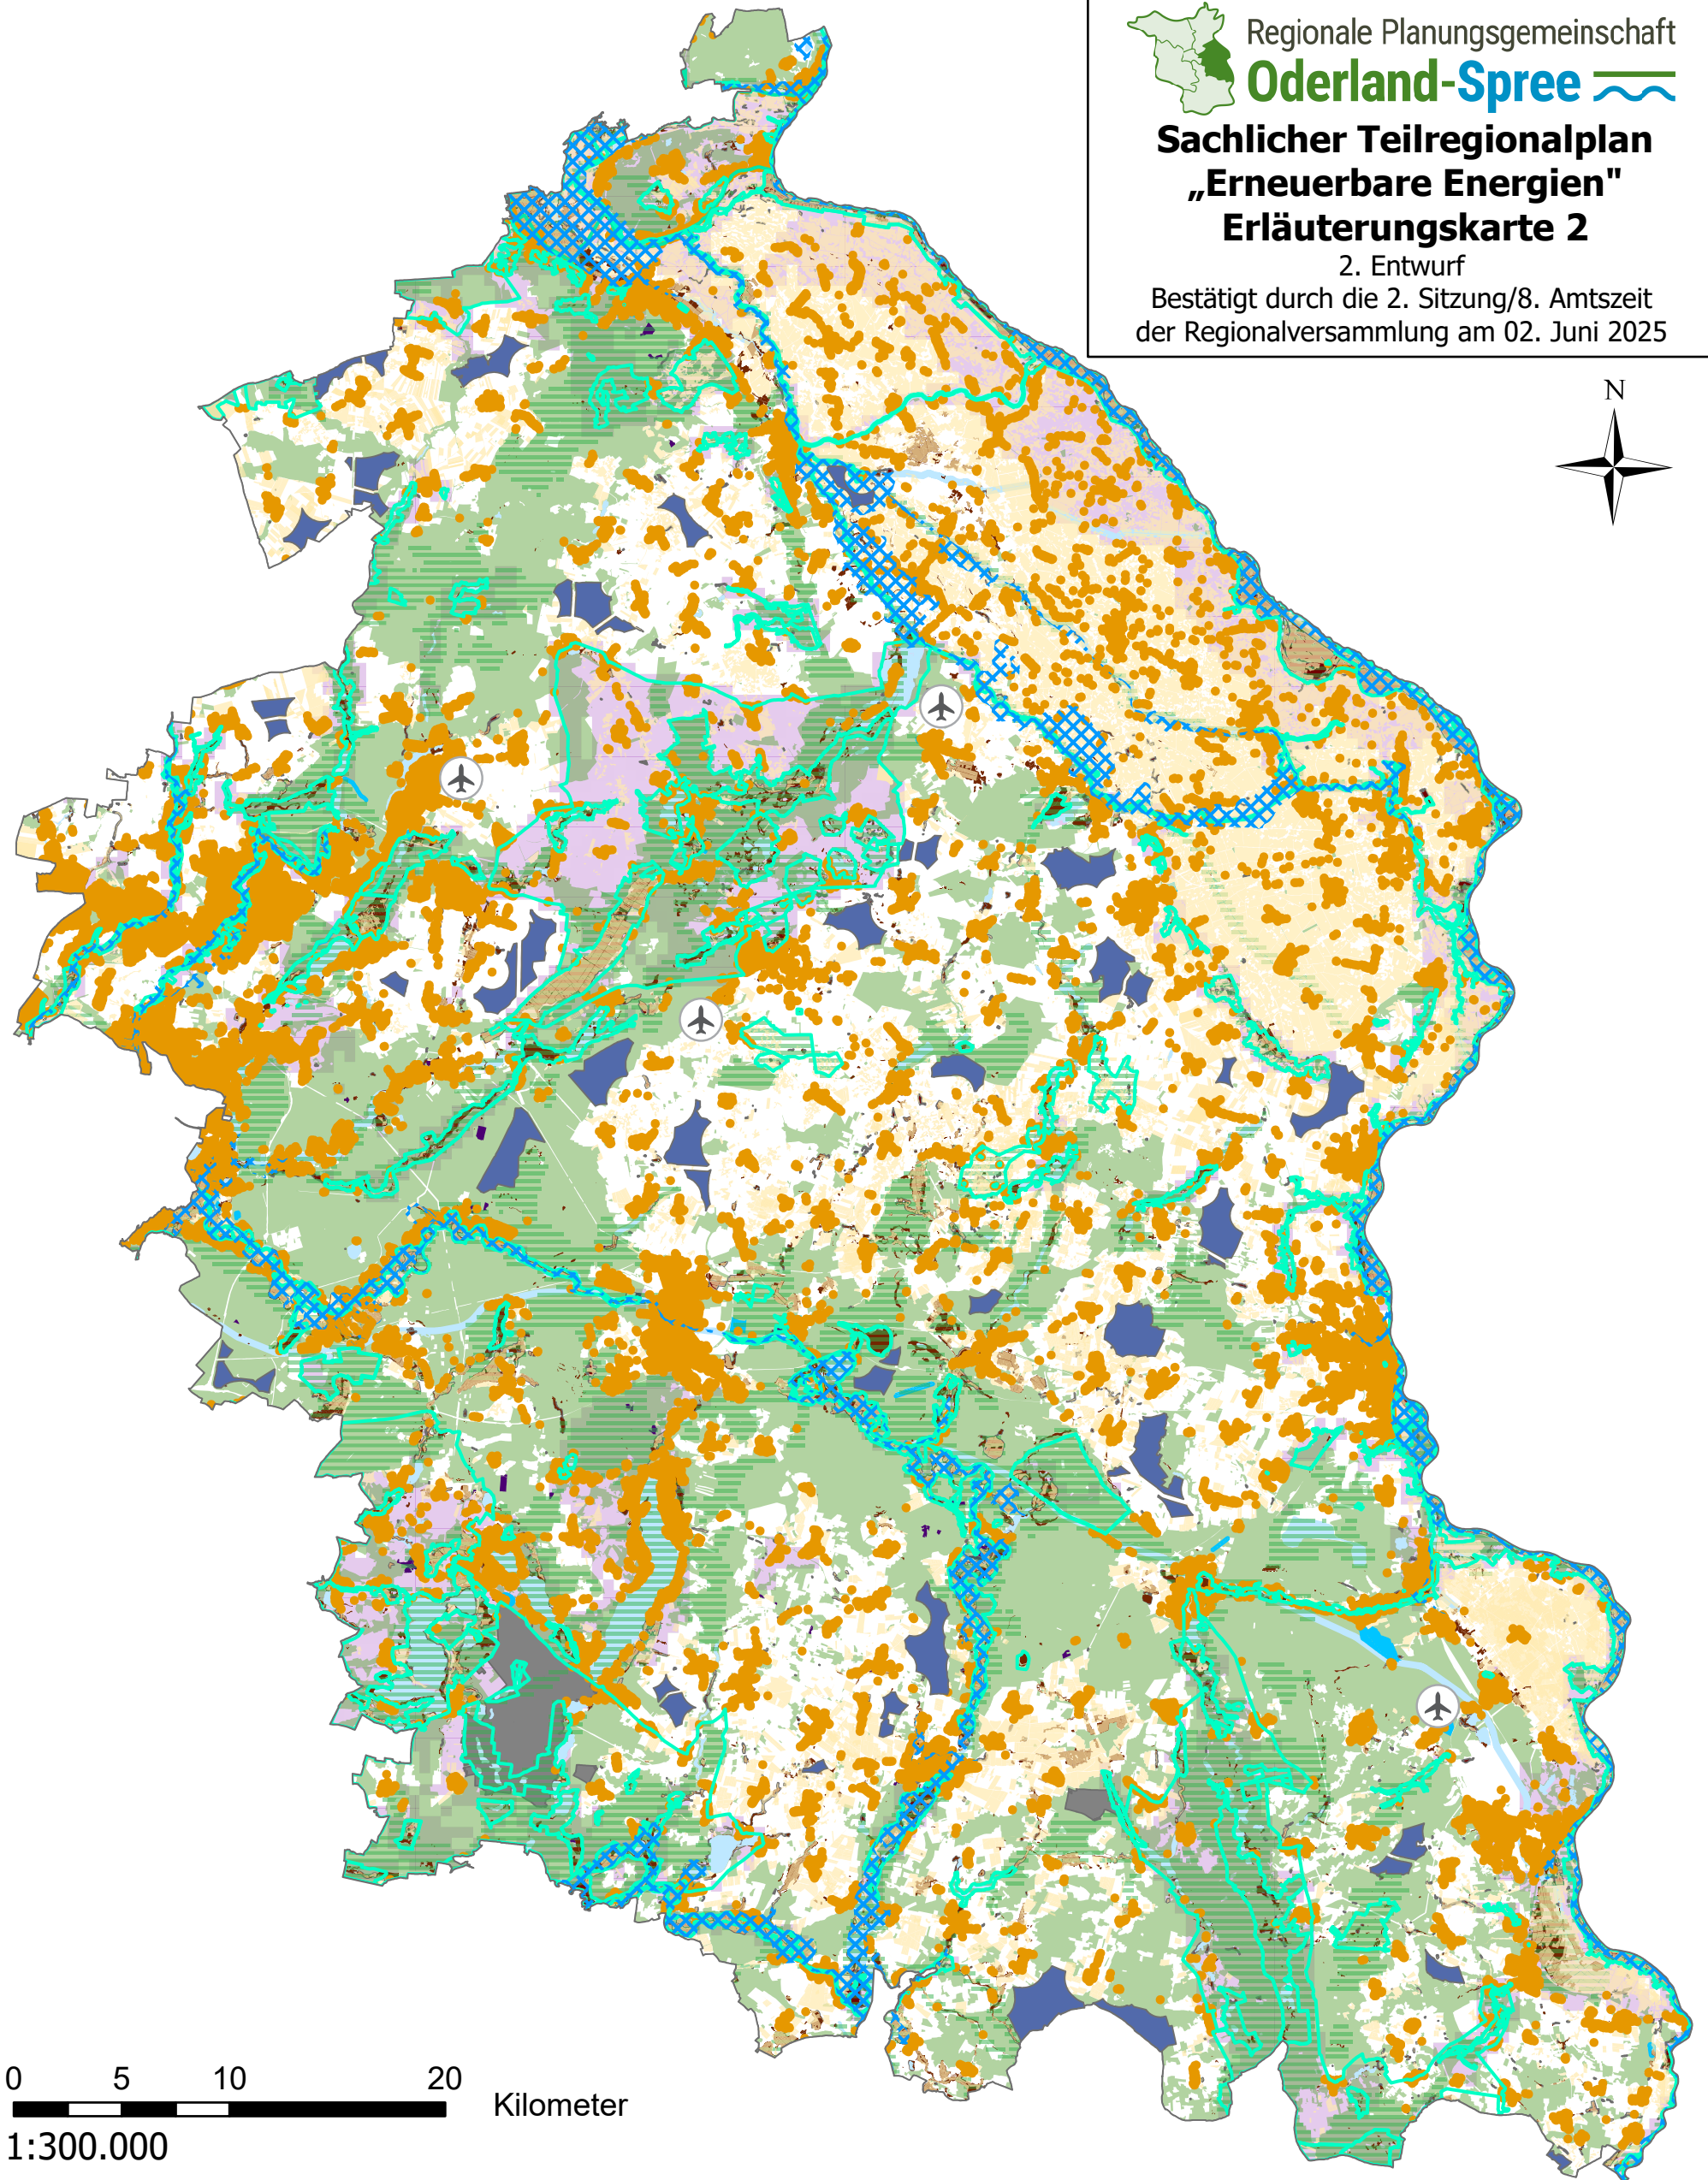 Regionale Planungsgemeinschaft
Oderland-Spree
Sachlicher Teilregionalplan
„Erneuerbare Energien"
Erläuterungskarte 2
2. Entwurf
Bestätigt durch die 2. Sitzung/8. Amtszeit
der Regionalversammlung am 02. Juni 2025
N
0 5 10 20
Kilometer
1:300.000